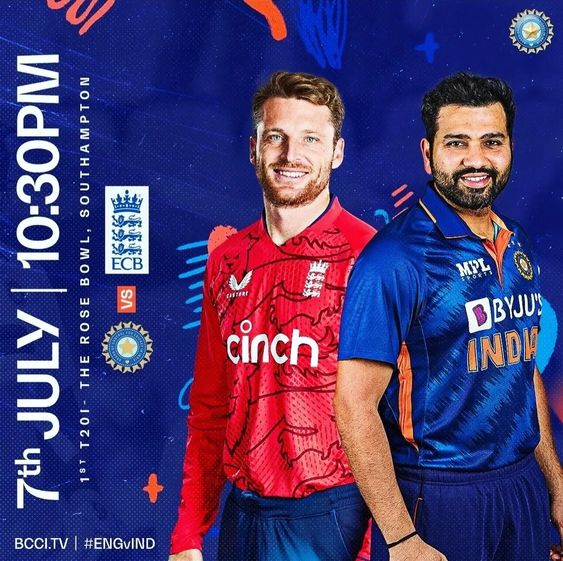 7th JULY | 10:30PM
1ST T20I - THE ROSE BOWL, SOUTHAMPTON
ECB
VS
BCCI.TV | #ENGvIND
CASTORE
cinch
MPL
SPORTS
B BYJU'S
INDIA